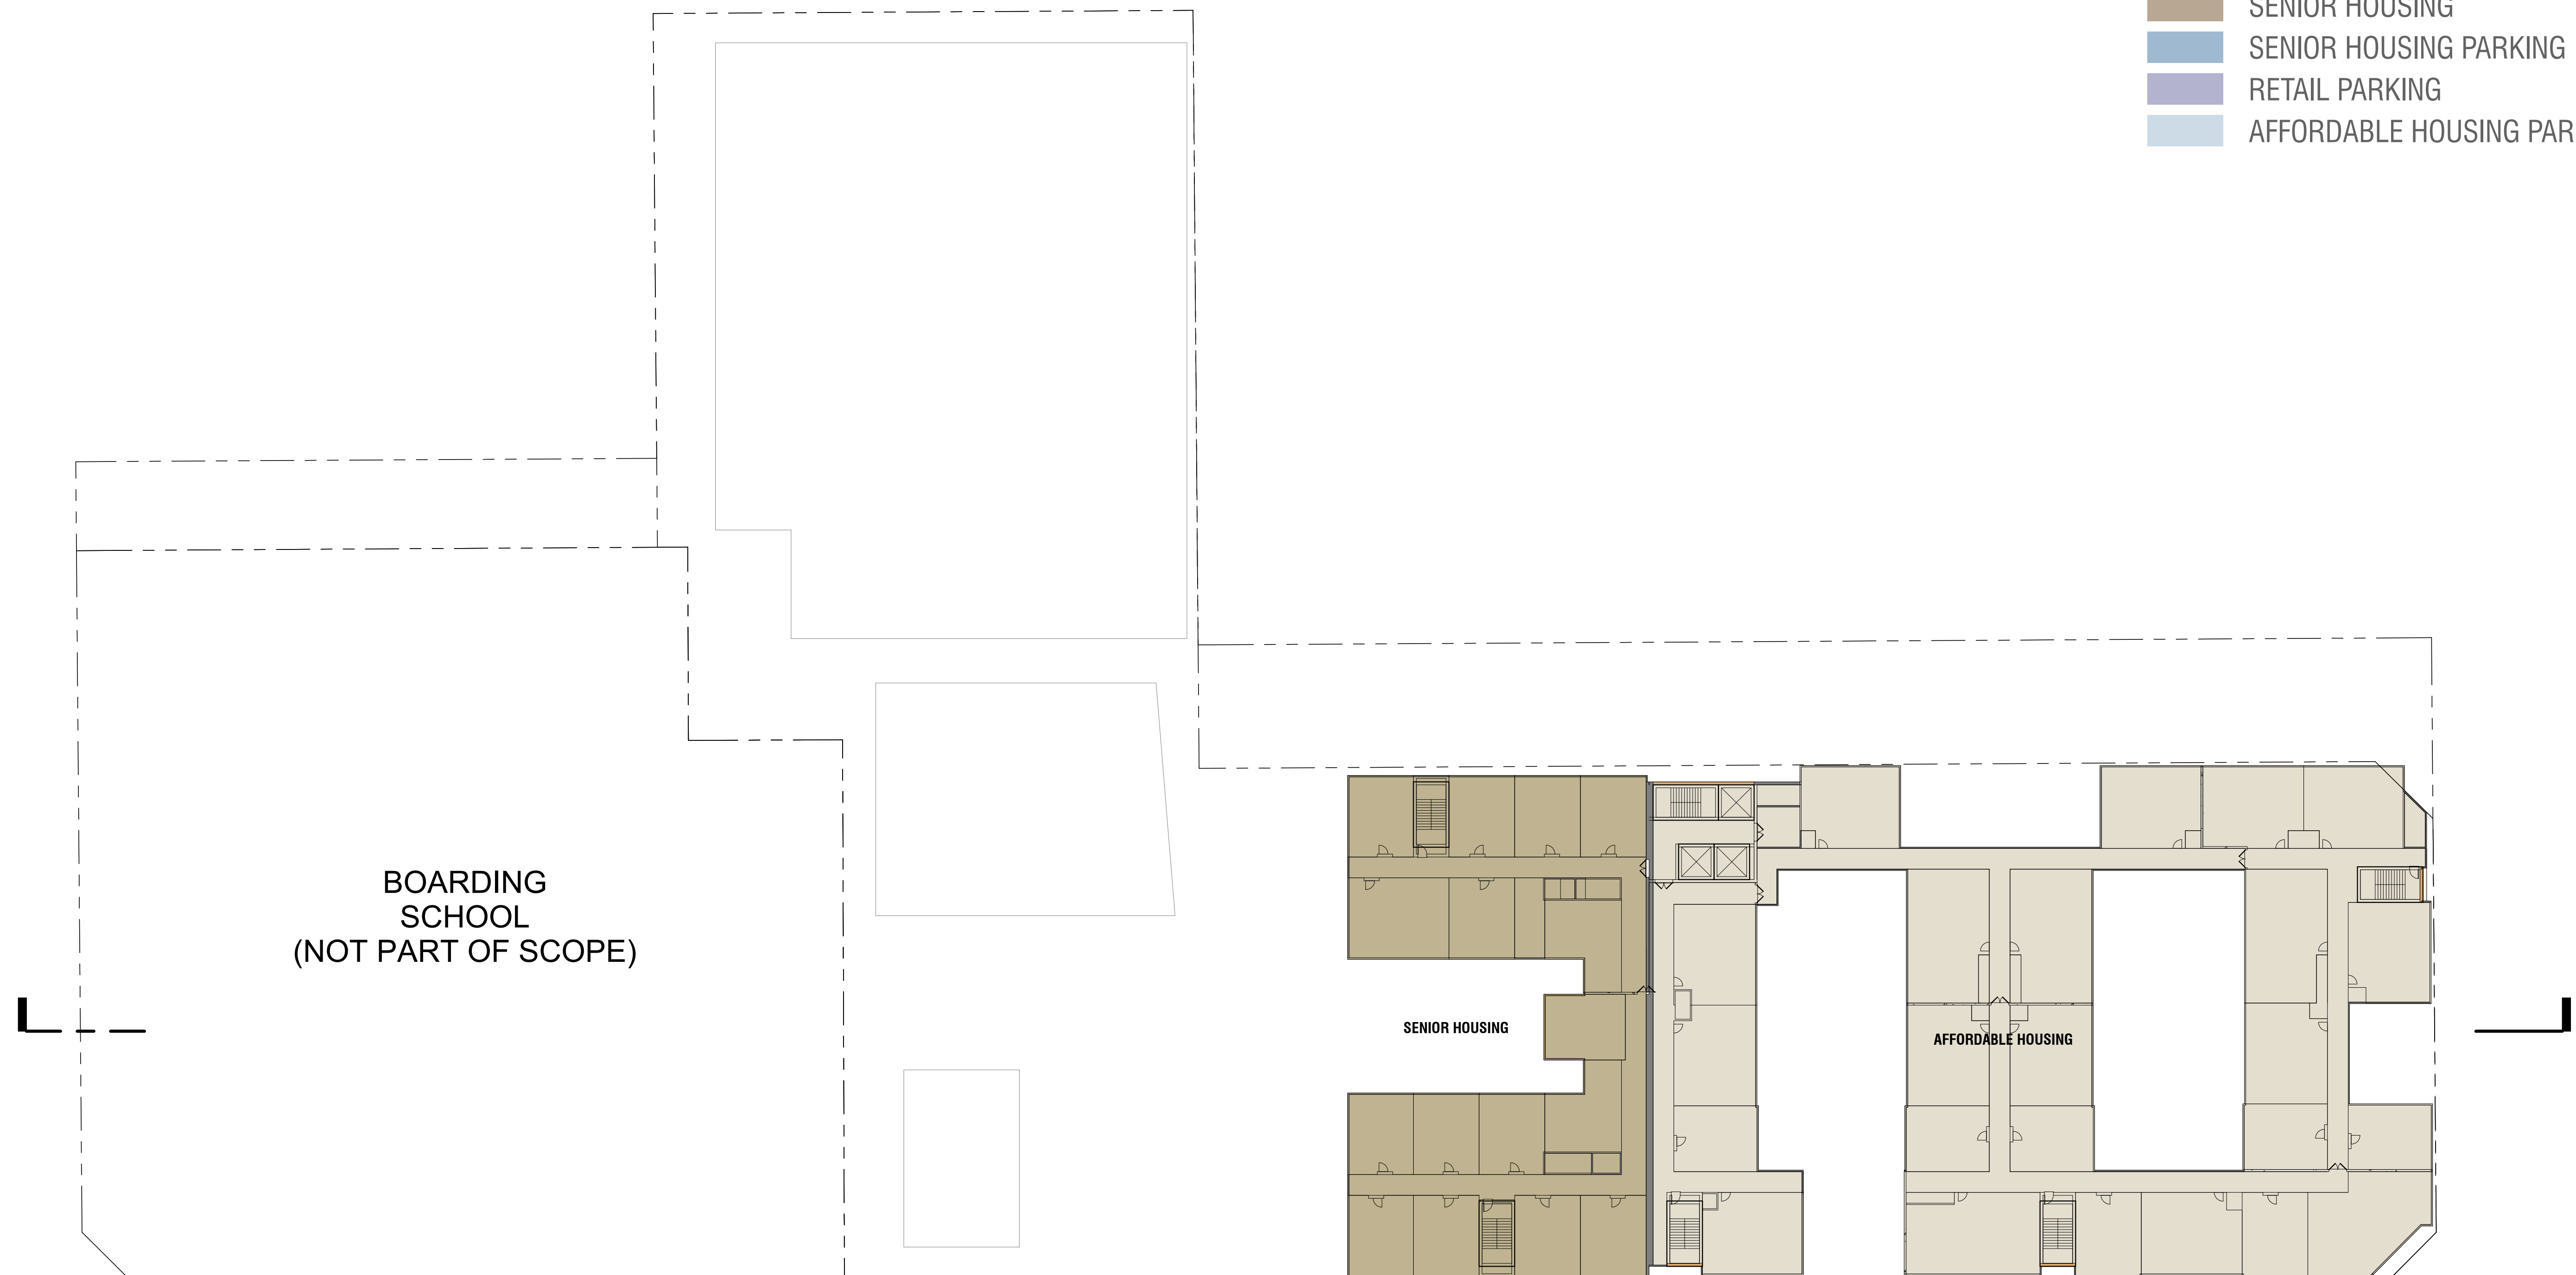 SENIOR HOUSING
SENIOR HOUSING PARKING
RETAIL PARKING
AFFORDABLE HOUSING PAR
BOARDING
SCHOOL
(NOT PART OF SCOPE)
SENIOR HOUSING
AFFORDABLE HOUSING